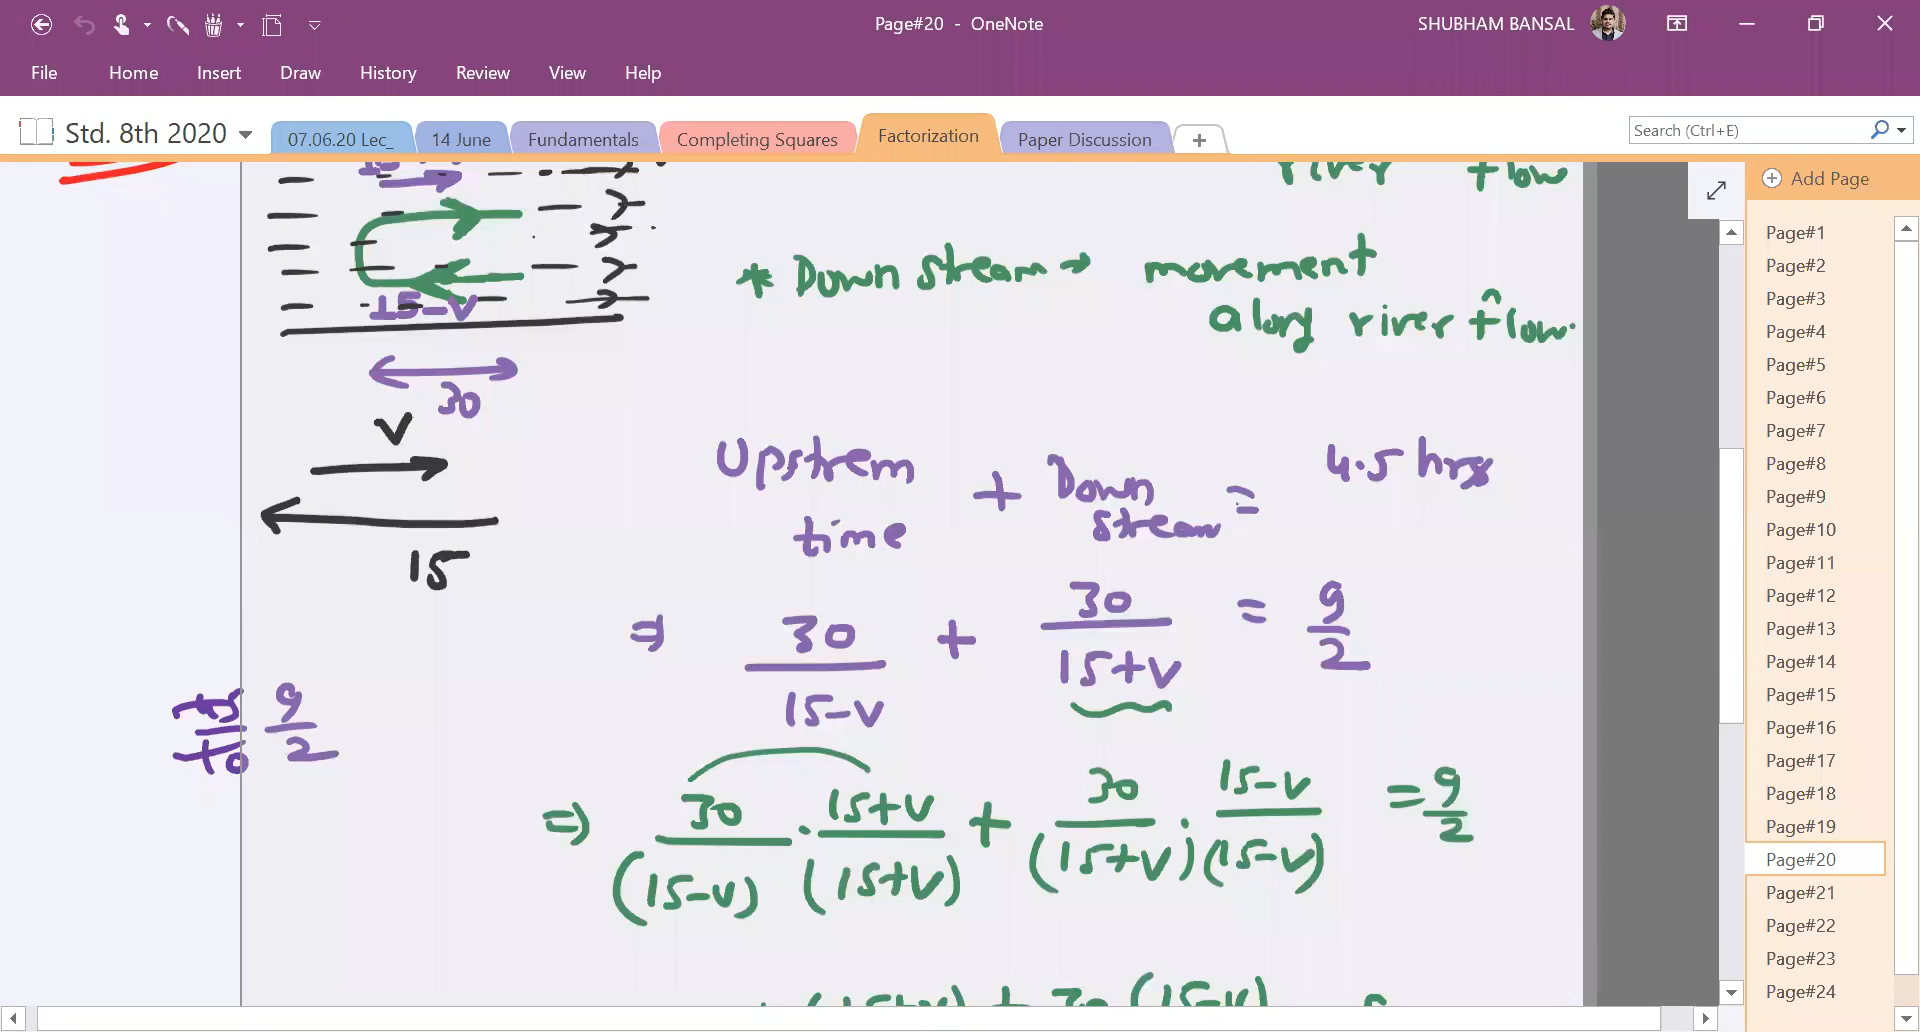 Page#20 - OneNote
SHUBHAM BANSAL
File Home Insert Draw History Review View Help
Std. 8th 2020
07.06.20 Lec_
14 June
Fundamentals
Completing Squares
Factorization
Paper Discussion
+
Search (Ctrl+E)
river flow
15-v
* Down stream → movement
along river flow.
30
v
15
Upstrem time + Down stream = 4.5 hrs
⇒ 30/(15-v) + 30/(15+v) = 9/2
45/10 9/2
⇒ 30/(15-v) . (15+v)/(15+v) + 30/(15+v) . (15-v)/(15-v) = 9/2
Add Page
Page#1
Page#2
Page#3
Page#4
Page#5
Page#6
Page#7
Page#8
Page#9
Page#10
Page#11
Page#12
Page#13
Page#14
Page#15
Page#16
Page#17
Page#18
Page#19
Page#20
Page#21
Page#22
Page#23
Page#24